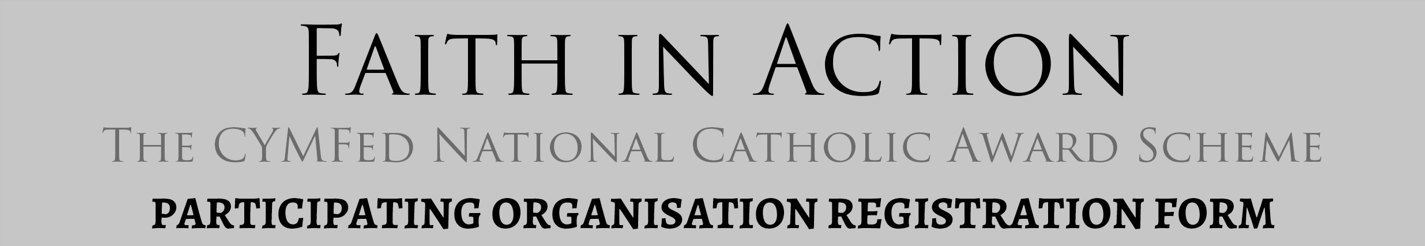 Faith in Action
The CYMFed National Catholic Award Scheme
PARTICIPATING ORGANISATION REGISTRATION FORM